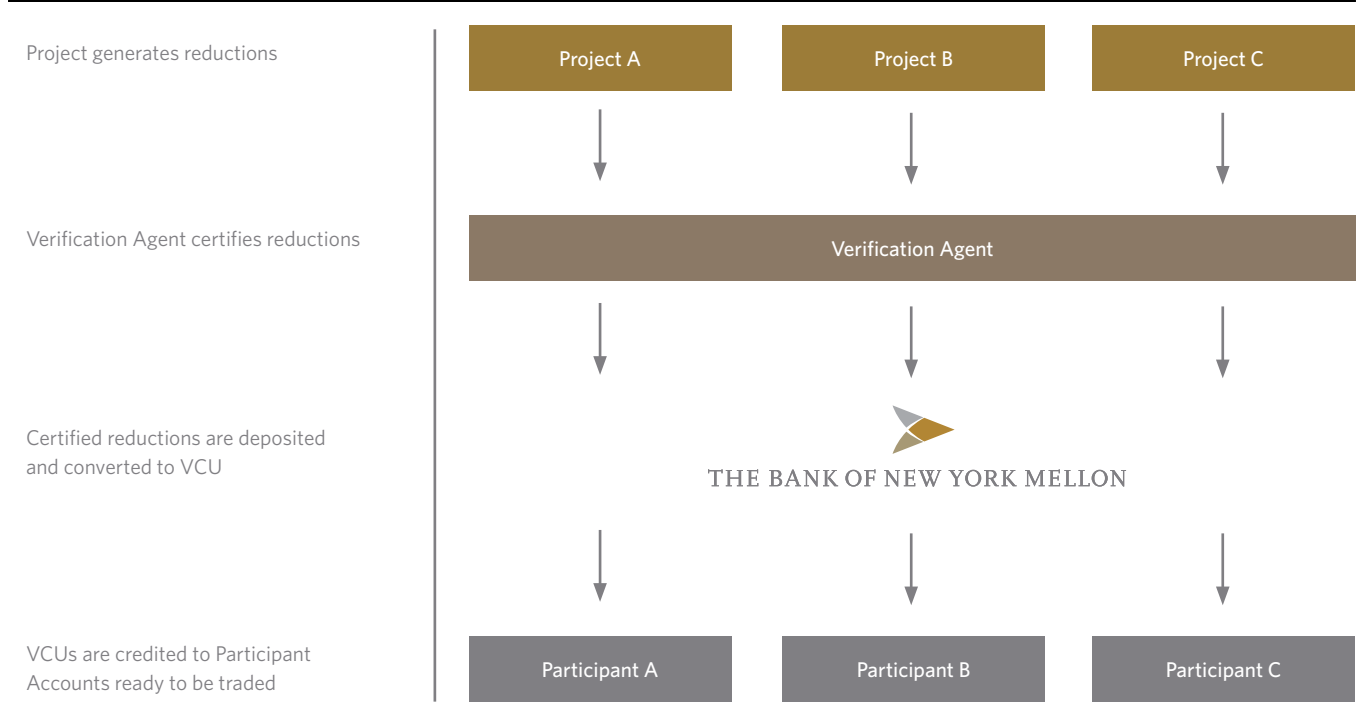 Project generates reductions
Project A
Project B
Project C
Verification Agent certifies reductions
Verification Agent
Certified reductions are deposited
and converted to VCU
THE BANK OF NEW YORK MELLON
VCUs are credited to Participant
Accounts ready to be traded
Participant A
Participant B
Participant C